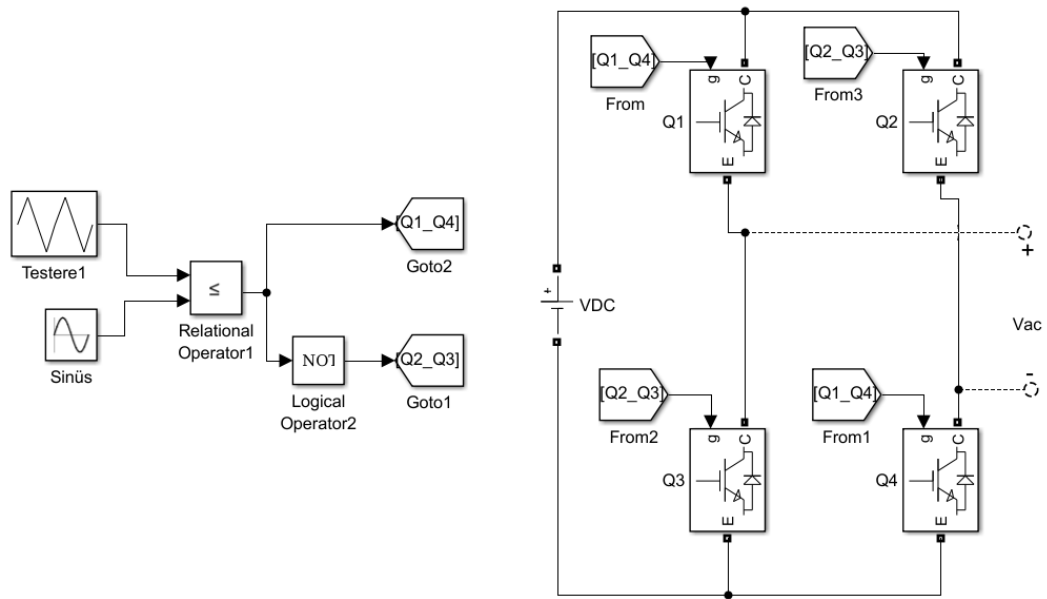 Testere1
Sinüs
≤
Relational
Operator1
NOT
Logical
Operator2
[Q1_Q4]
Goto2
[Q2_Q3]
Goto1
[Q1_Q4]
From
g
C
E
Q1
[Q2_Q3]
From3
g
C
E
Q2
+
VDC
+
Vac
-
[Q2_Q3]
From2
g
C
E
Q3
[Q1_Q4]
From1
g
C
E
Q4